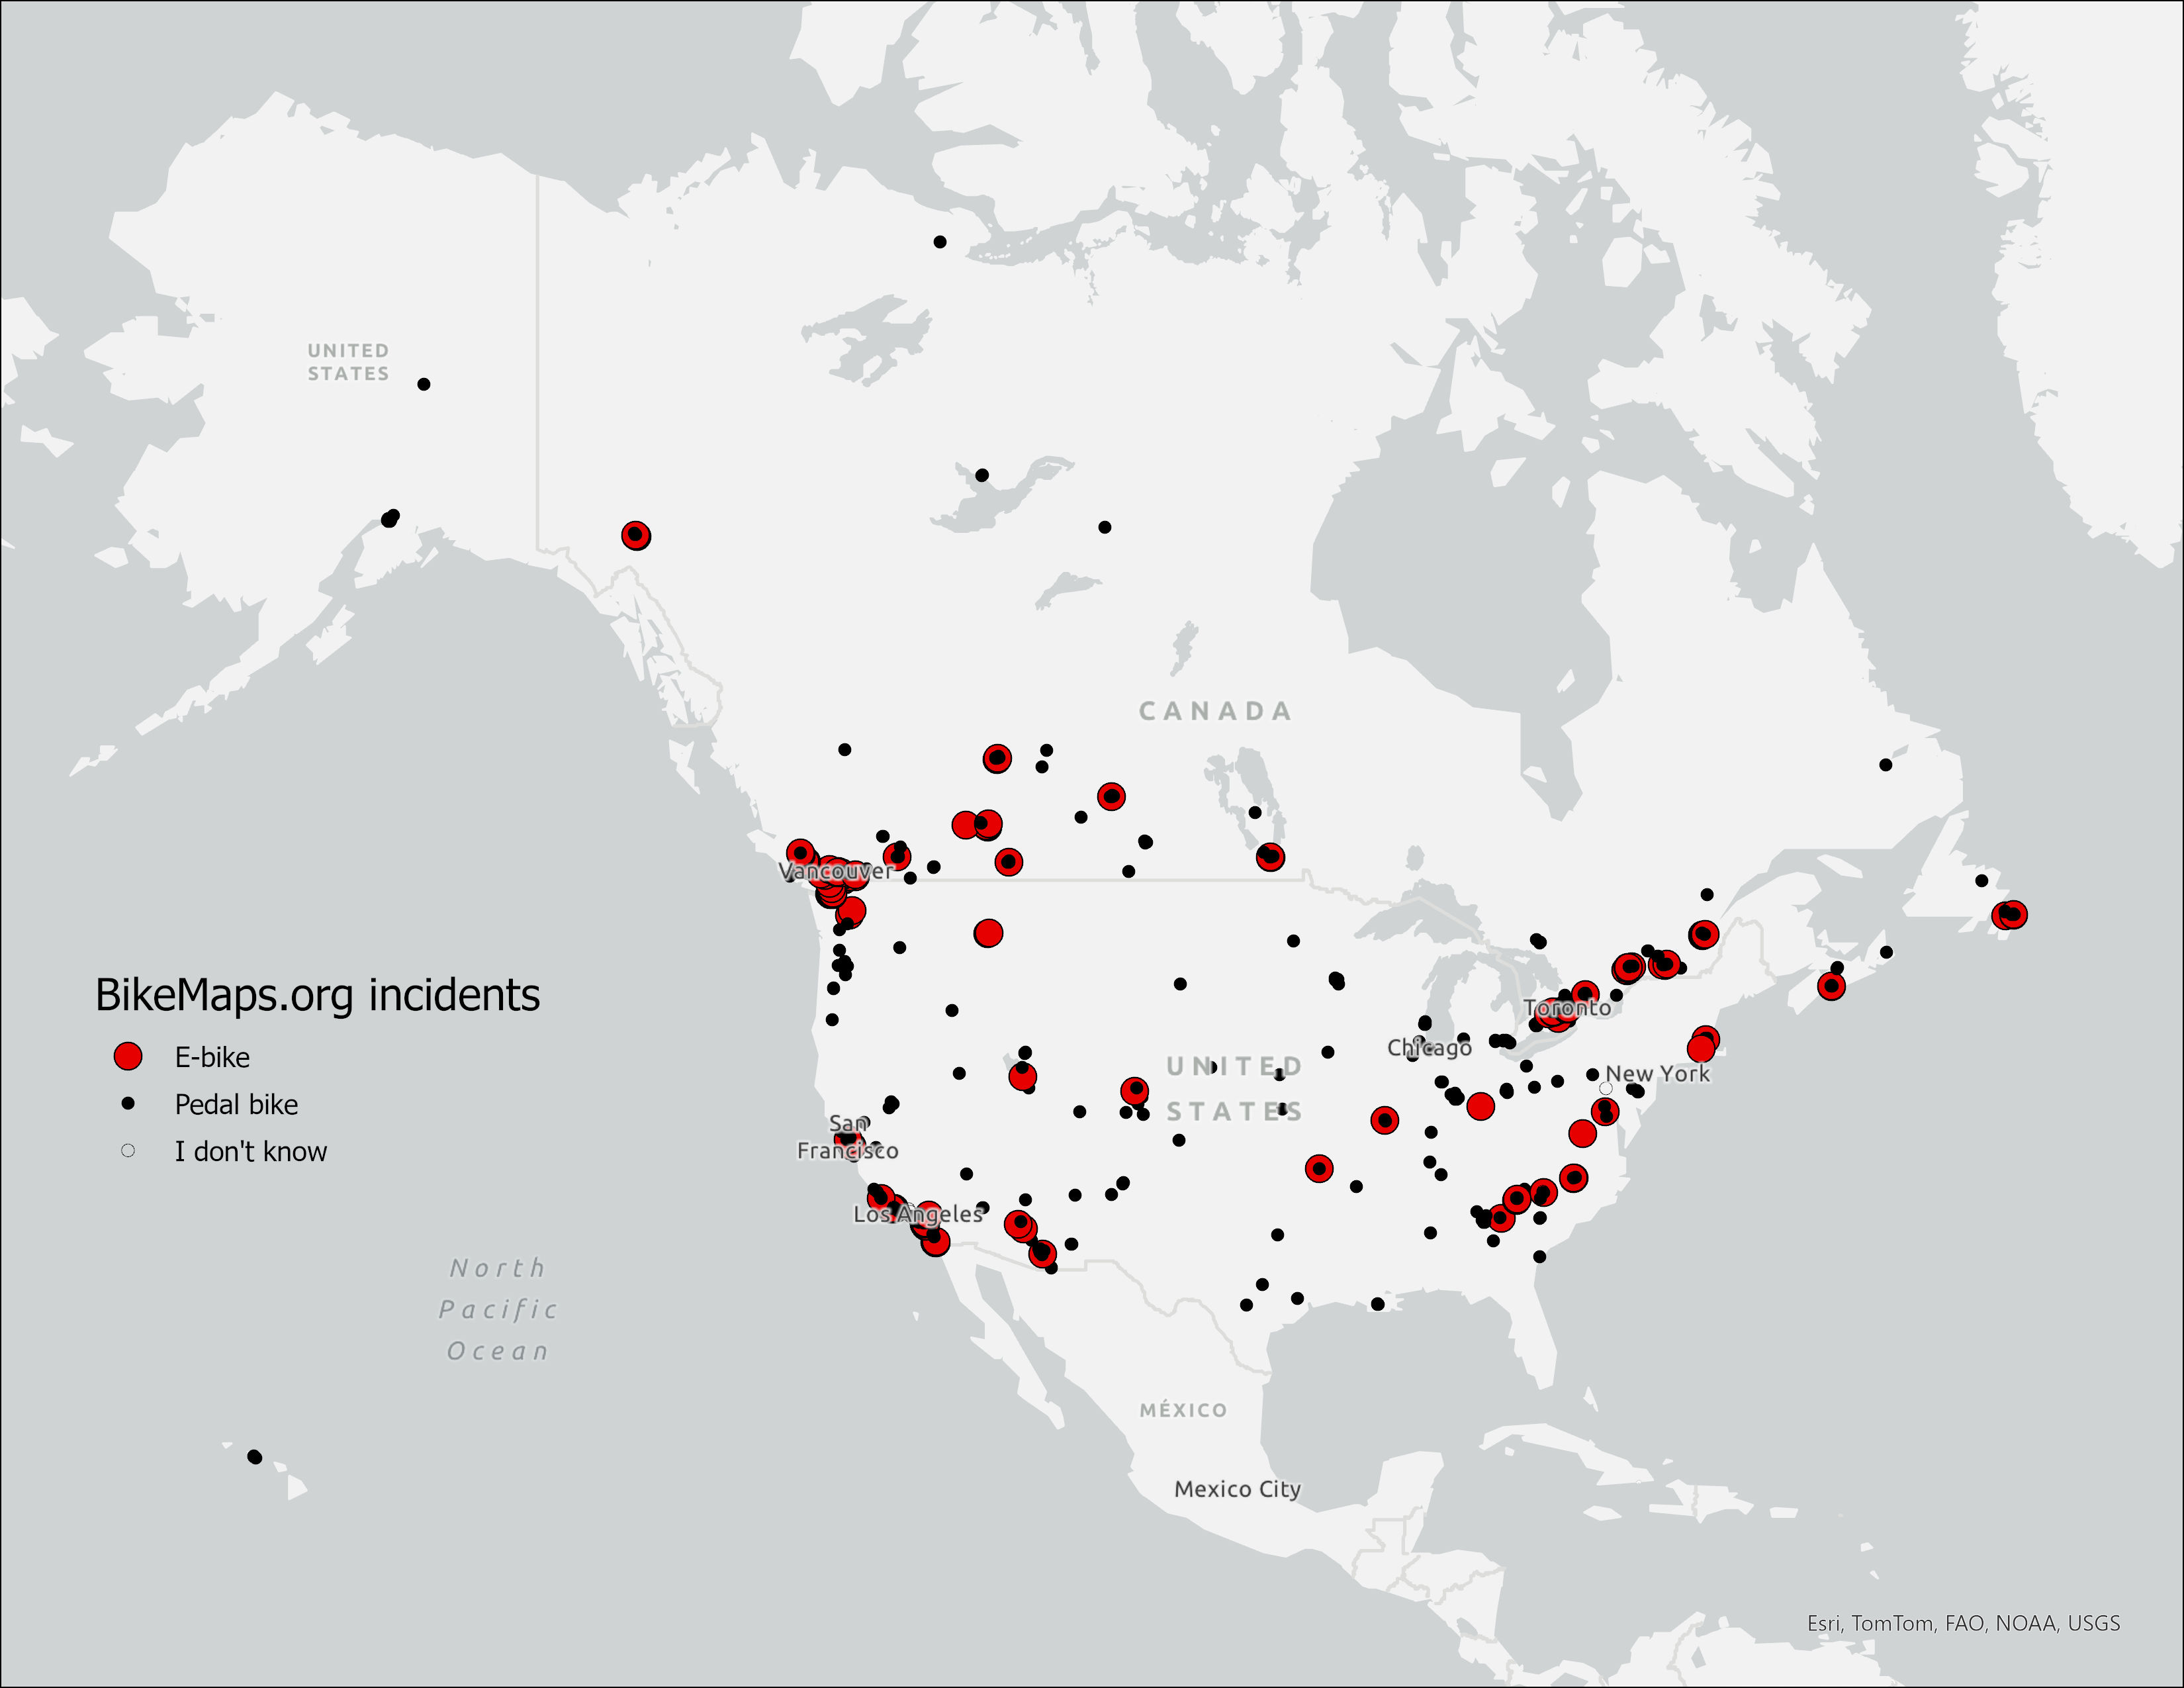 UNITED
STATES
CANADA
Vancouver
BikeMaps.org incidents
E-bike
Pedal bike
I don't know
Toronto
Chicago
UNITED
STATES
New York
San
Francisco
Los Angeles
North
Pacific
Ocean
MÉXICO
Mexico City
Esri, TomTom, FAO, NOAA, USGS